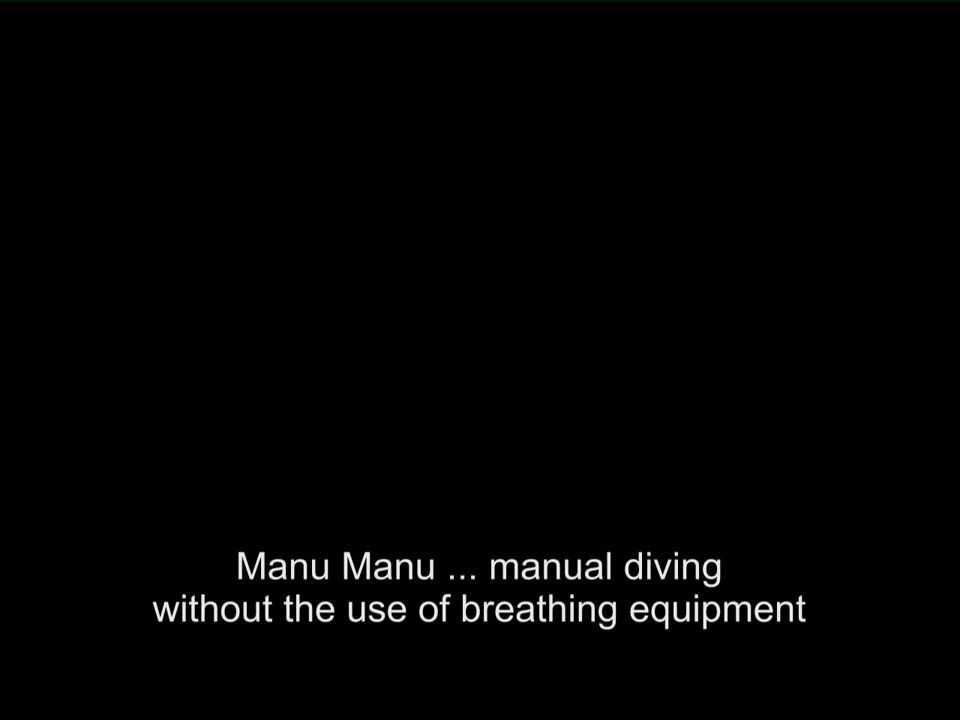 Manu Manu ... manual diving
without the use of breathing equipment